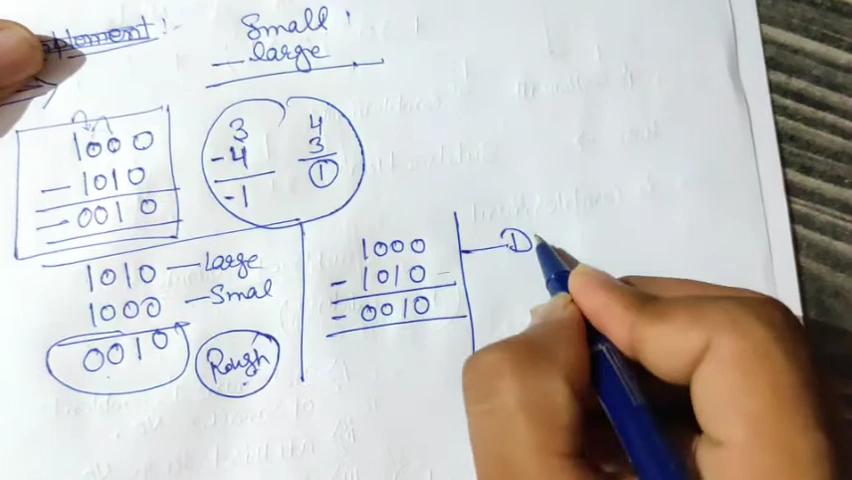 Small
- large
1000
- 1010
- 0010
3
- 4
- 1
4
3
1
1010 - Large
1000 - Smal
0010
Rough
1000
- 1010
- 0010
D